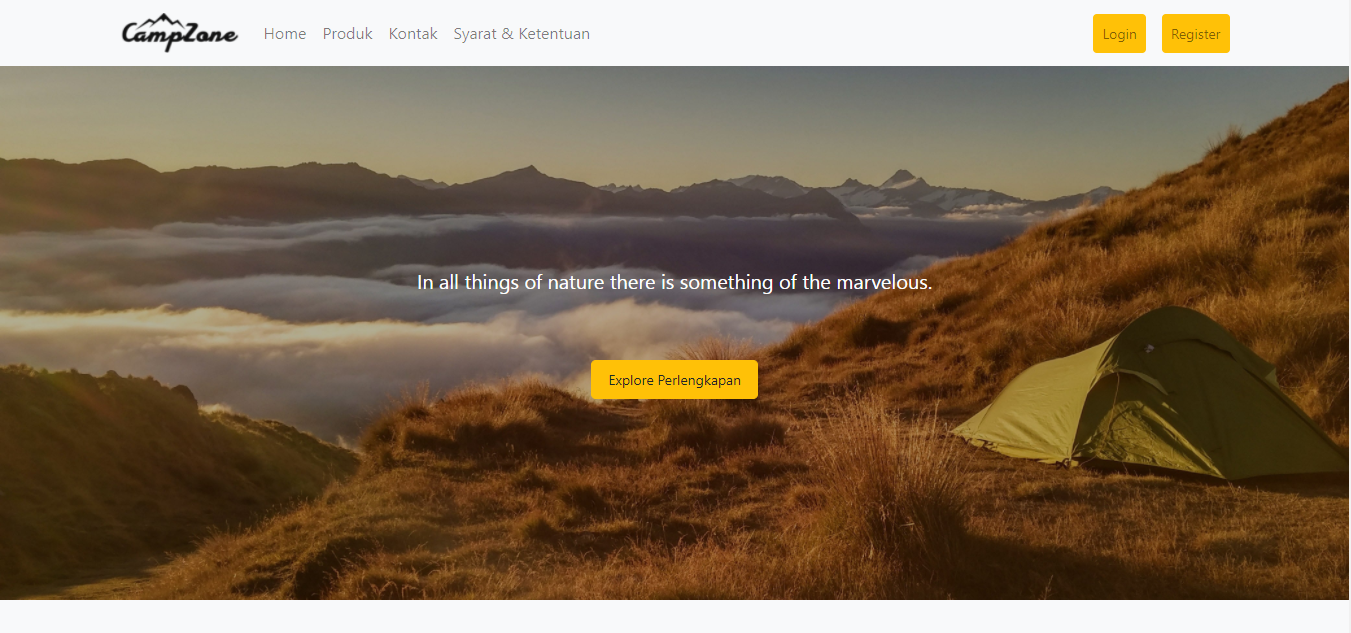 CampZone
Home Produk Kontak Syarat & Ketentuan
Login Register
In all things of nature there is something of the marvelous.
Explore Perlengkapan